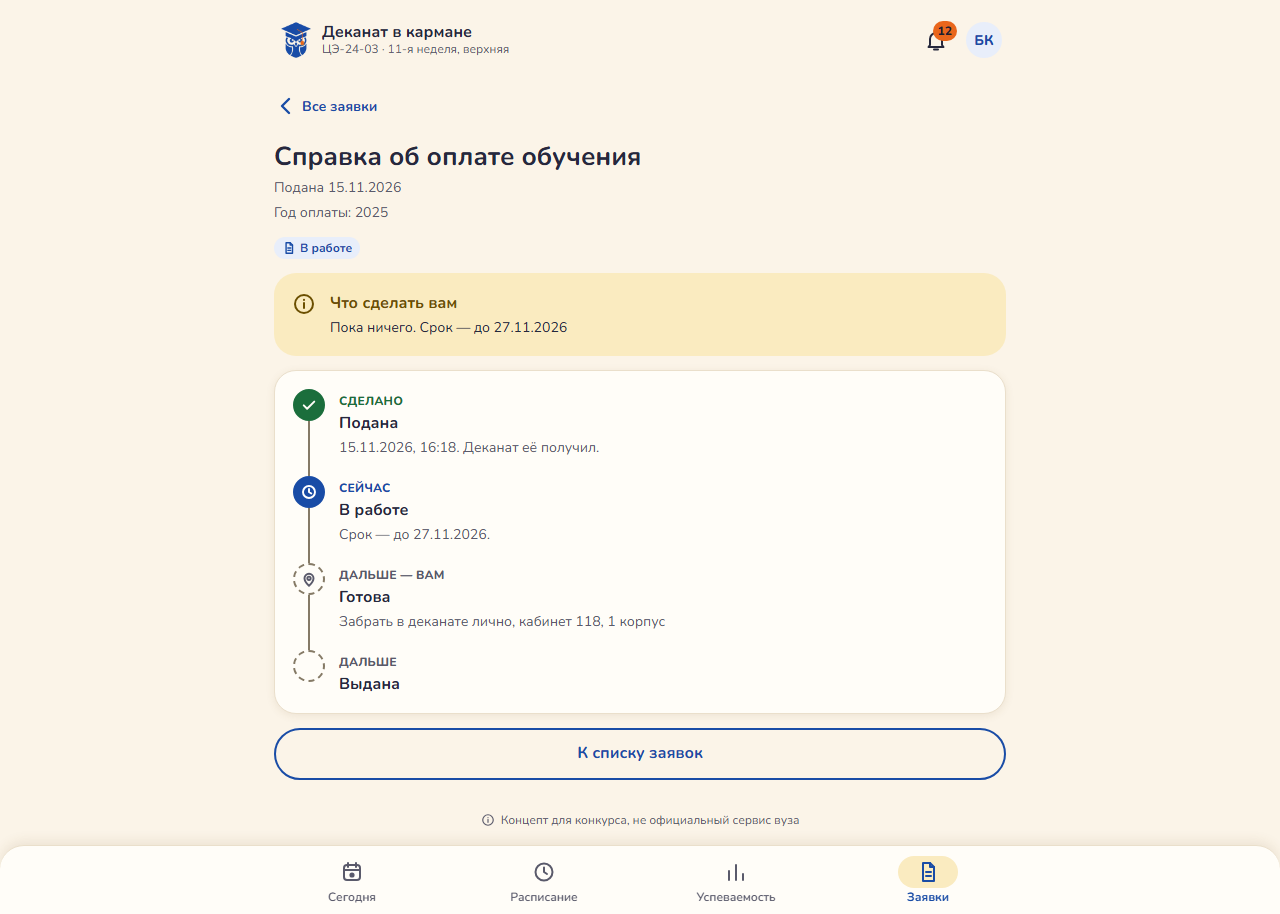 Деканат в кармане
ЦЭ-24-03 · 11-я неделя, верхняя
12
БК
Все заявки
Справка об оплате обучения
Подана 15.11.2026
Год оплаты: 2025
В работе
Что сделать вам
Пока ничего. Срок — до 27.11.2026
СДЕЛАНО
Подана
15.11.2026, 16:18. Деканат её получил.
СЕЙЧАС
В работе
Срок — до 27.11.2026.
ДАЛЬШЕ — ВАМ
Готова
Забрать в деканате лично, кабинет 118, 1 корпус
ДАЛЬШЕ
Выдана
К списку заявок
Концепт для конкурса, не официальный сервис вуза
Сегодня
Расписание
Успеваемость
Заявки